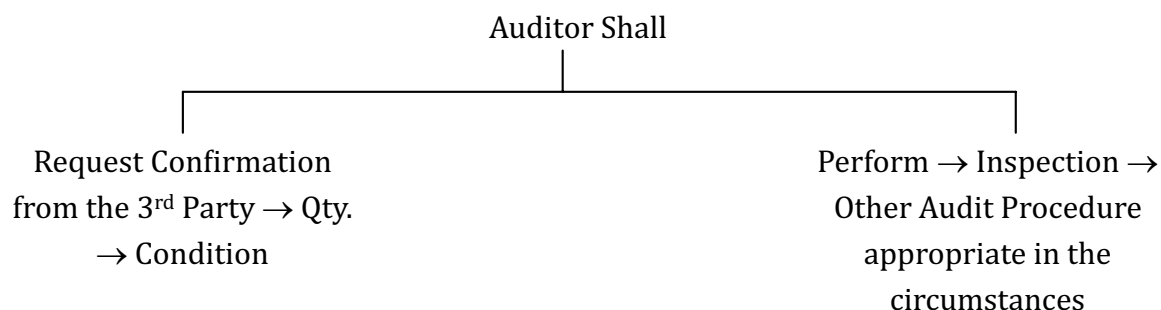 Auditor Shall
Request Confirmation
from the 3rd Party → Qty.
→ Condition
Perform → Inspection →
Other Audit Procedure
appropriate in the
circumstances